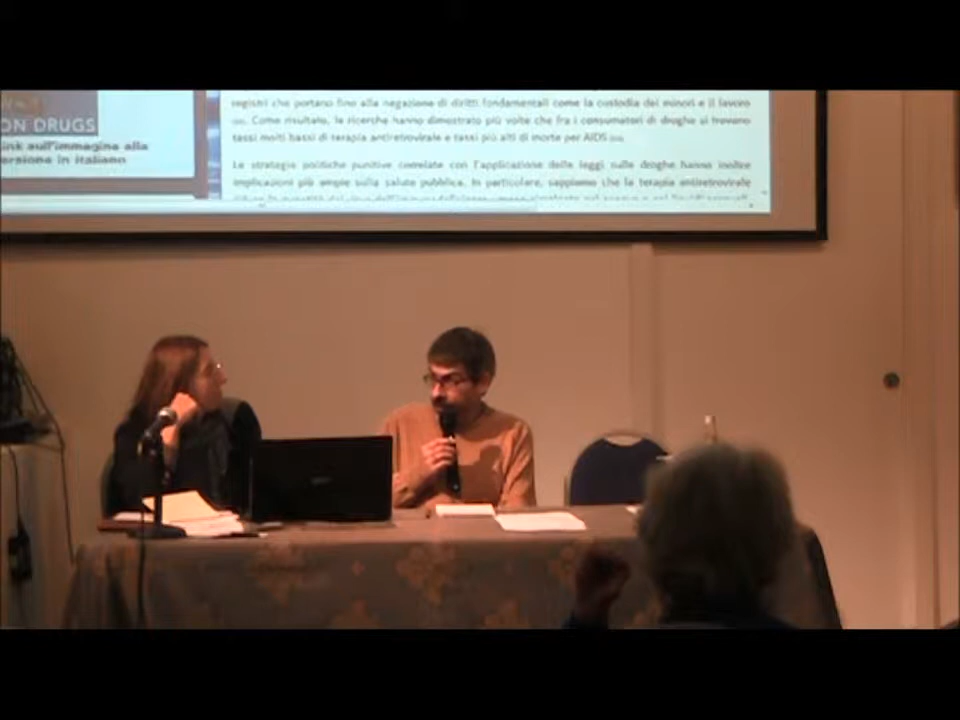 ON DRUGS
ink sull'immagine alla
ersione in italiano
registri che portano fino alla negazione di diritti fondamentali come la custodia dei minori e il lavoro
Come risultato, le ricerche hanno dimostrato più volte che fra i consumatori di droghe si trovano
tassi molti bassi di terapia antiretrovirale e tassi più alti di morte per AIDS
Le strategie politiche punitive correlate con l'applicazione delle leggi sulle droghe hanno inoltre
implicazioni più ampie sulla salute pubblica. In particolare, sappiamo che la terapia antiretrovirale